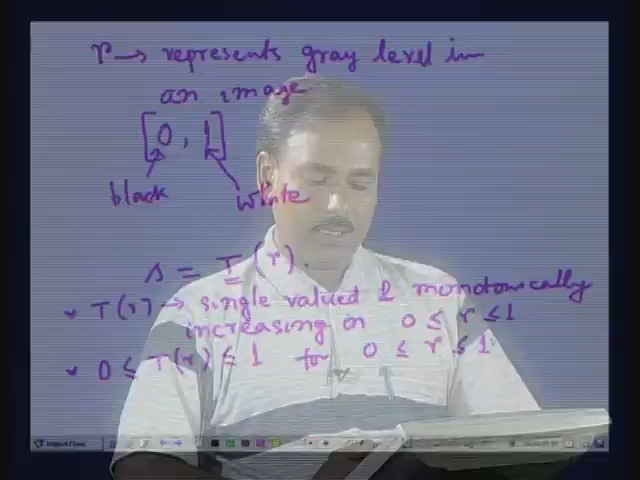 r → represents gray level in
an image
[0, 1]
black white
s = T(r).
• T(r) → single valued & monotonically
increasing in 0 ≤ r ≤ 1
• 0 ≤ T(r) ≤ 1 for 0 ≤ r ≤ 1